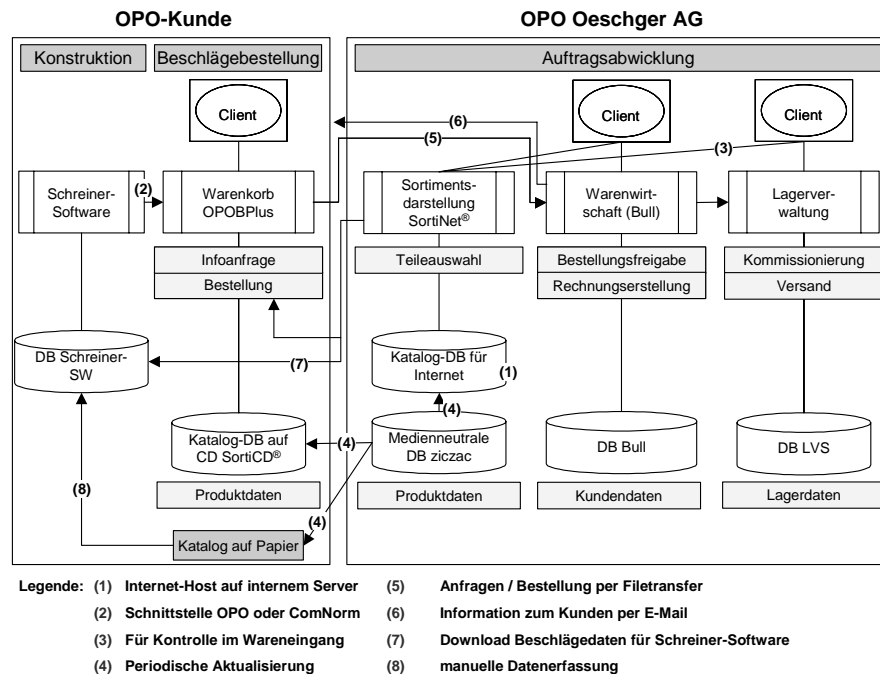 OPO-Kunde
OPO Oeschger AG
Konstruktion
Beschlägebestellung
Auftragsabwicklung
Client
Client
Client
(6)
(5)
(3)
Schreiner-
Software
(2)
Warenkorb
OPOBPlus
Sortiments-
darstellung
SortiNet®
Warenwirt-
schaft (Bull)
Lagerver-
waltung
Infoanfrage
Bestellung
Teileauswahl
Bestellungsfreigabe
Rechnungserstellung
Kommissionierung
Versand
DB Schreiner-
SW
(7)
Katalog-DB für
Internet
(1)
(4)
Katalog-DB auf
CD SortiCD®
(4)
Medienneutrale
DB ziczac
DB Bull
DB LVS
(8)
Produktdaten
Produktdaten
Kundendaten
Lagerdaten
(4)
Katalog auf Papier
Legende: (1) Internet-Host auf internem Server (5) Anfragen / Bestellung per Filetransfer
(2) Schnittstelle OPO oder ComNorm (6) Information zum Kunden per E-Mail
(3) Für Kontrolle im Wareneingang (7) Download Beschlägedaten für Schreiner-Software
(4) Periodische Aktualisierung (8) manuelle Datenerfassung